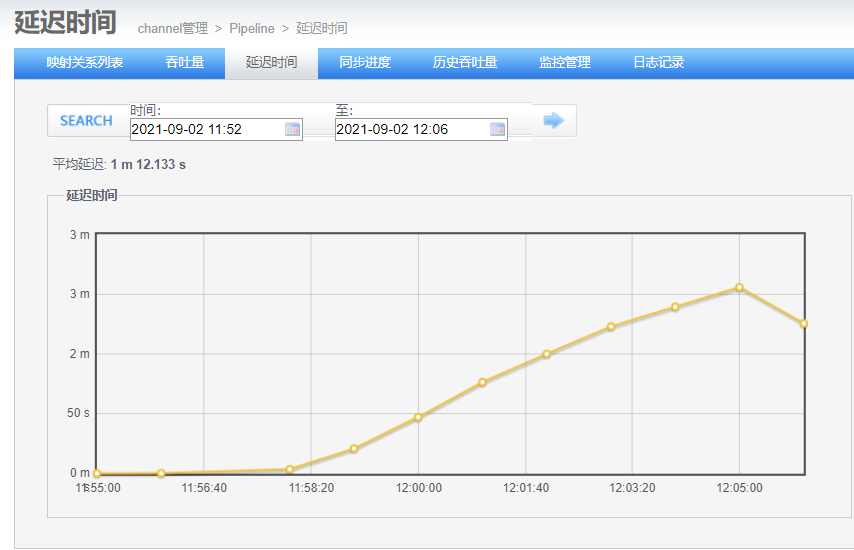 延迟时间 channel管理 > Pipeline > 延迟时间
映射关系列表 吞吐量 延迟时间 同步进度 历史吞吐量 监控管理 日志记录
时间: 至:
SEARCH 2021-09-02 11:52 2021-09-02 12:06
平均延迟: 1 m 12.133 s
延迟时间
3 m
3 m
2 m
50 s
0 m
11:55:00 11:56:40 11:58:20 12:00:00 12:01:40 12:03:20 12:05:00